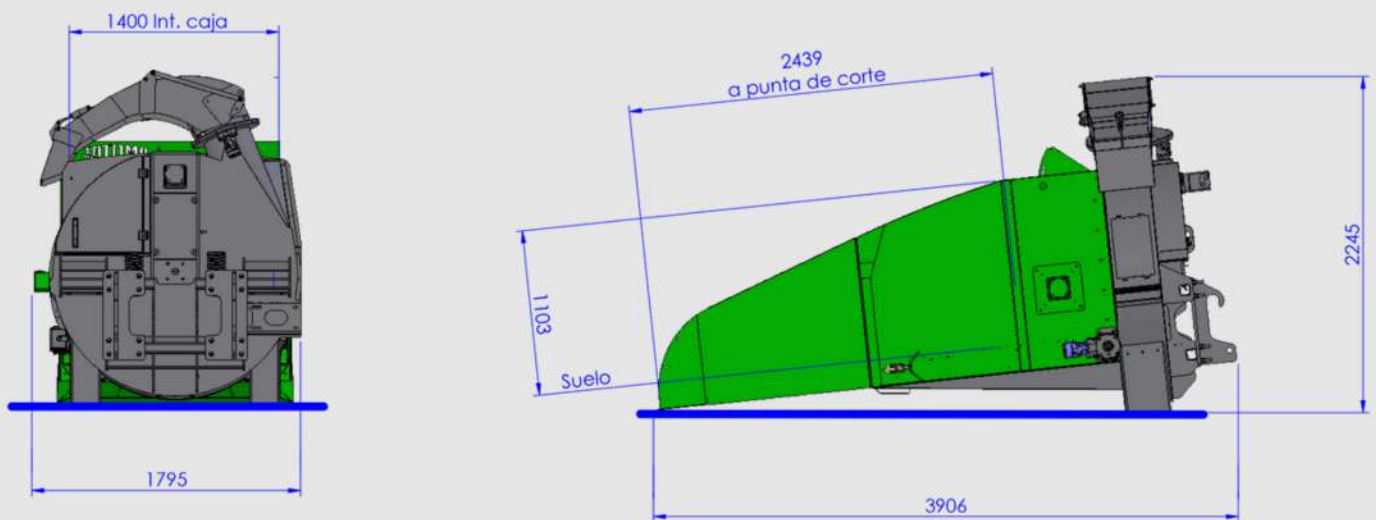 1400 Int. caja
1795
2439
a punta de corte
1103
Suelo
2245
3906